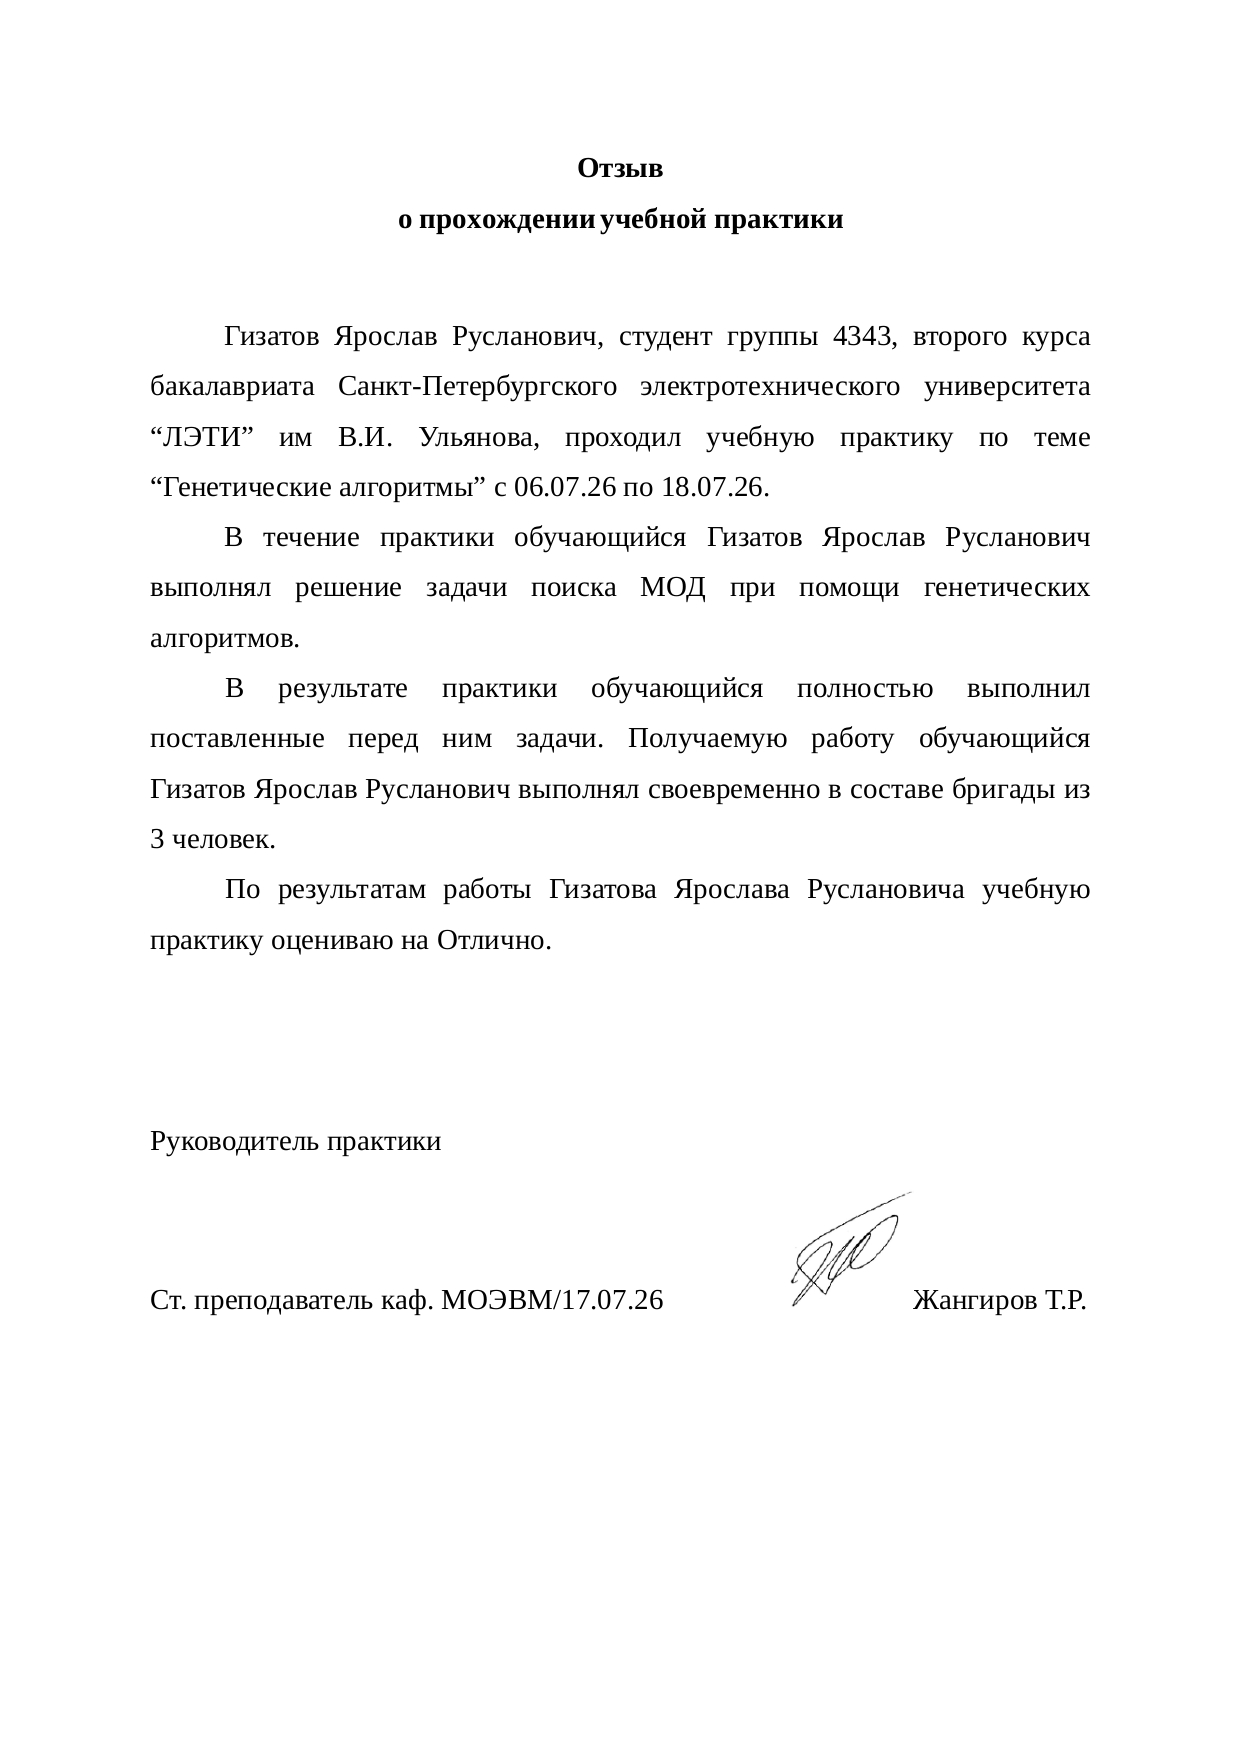 Отзыв
о прохождении учебной практики
Гизатов Ярослав Русланович, студент группы 4343, второго курса
бакалавриата Санкт-Петербургского электротехнического университета
“ЛЭТИ” им В.И. Ульянова, проходил учебную практику по теме
“Генетические алгоритмы” с 06.07.26 по 18.07.26.
В течение практики обучающийся Гизатов Ярослав Русланович
выполнял решение задачи поиска МОД при помощи генетических
алгоритмов.
В результате практики обучающийся полностью выполнил
поставленные перед ним задачи. Получаемую работу обучающийся
Гизатов Ярослав Русланович выполнял своевременно в составе бригады из
3 человек.
По результатам работы Гизатова Ярослава Руслановича учебную
практику оцениваю на Отлично.
Руководитель практики
Ст. преподаватель каф. МОЭВМ/17.07.26 Жангиров Т.Р.